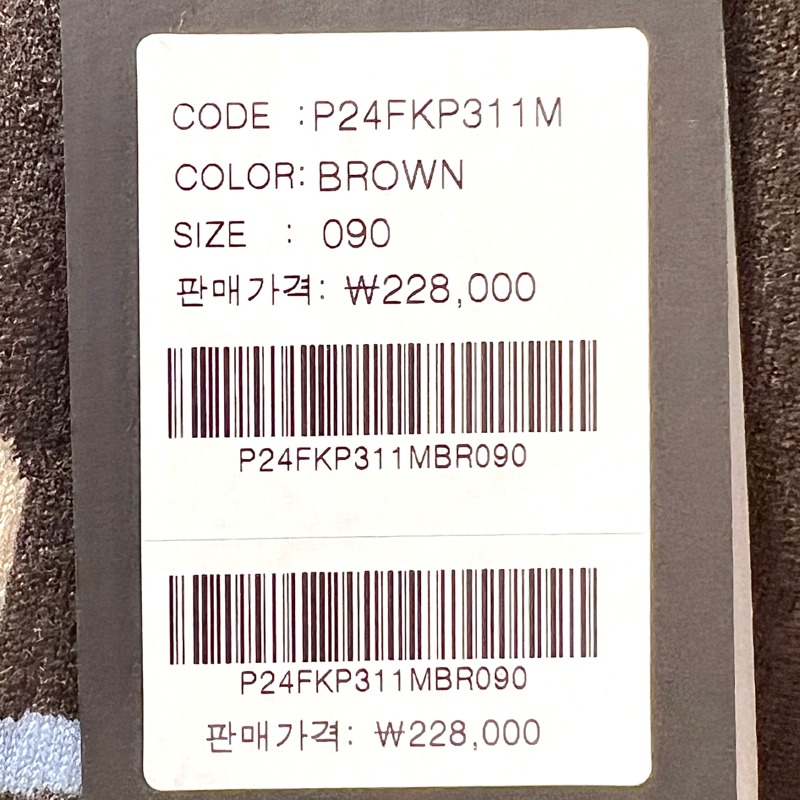 CODE :P24FKP311M
COLOR: BROWN
SIZE : 090
판매가격: ₩228,000
P24FKP311MBR090
P24FKP311MBR090
판매가격: ₩228,000